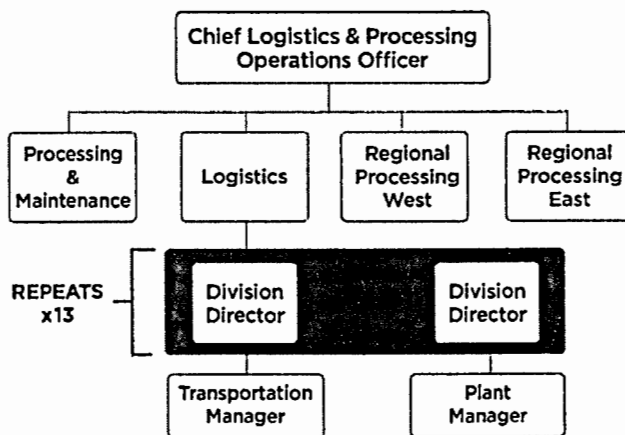 Chief Logistics & Processing
Operations Officer
Processing
&
Maintenance
Logistics
Regional
Processing
West
Regional
Processing
East
REPEATS
x13
Division
Director
Division
Director
Transportation
Manager
Plant
Manager